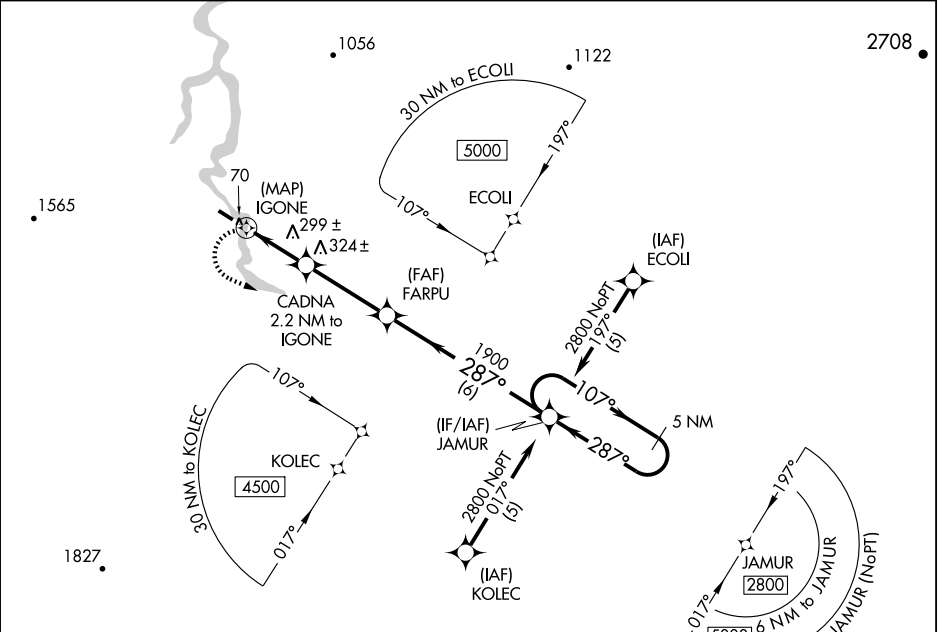 1056
2708
1122
30 NM to ECOLI
5000
197°
107°
ECOLI
70
(MAP)
IGONE
299 ±
324 ±
1565
(IAF)
ECOLI
(FAF)
FARPU
CADNA
2.2 NM to
IGONE
2800 NoPT
197°
(5)
1900
287°
(6)
107°
5 NM
(IF/IAF)
JAMUR
287°
107°
30 NM to KOLEC
KOLEC
4500
017°
2800 NoPT
017°
(5)
197°
1827
(IAF)
KOLEC
JAMUR
2800
017°
6 NM to JAMUR
JAMUR (NoPT)